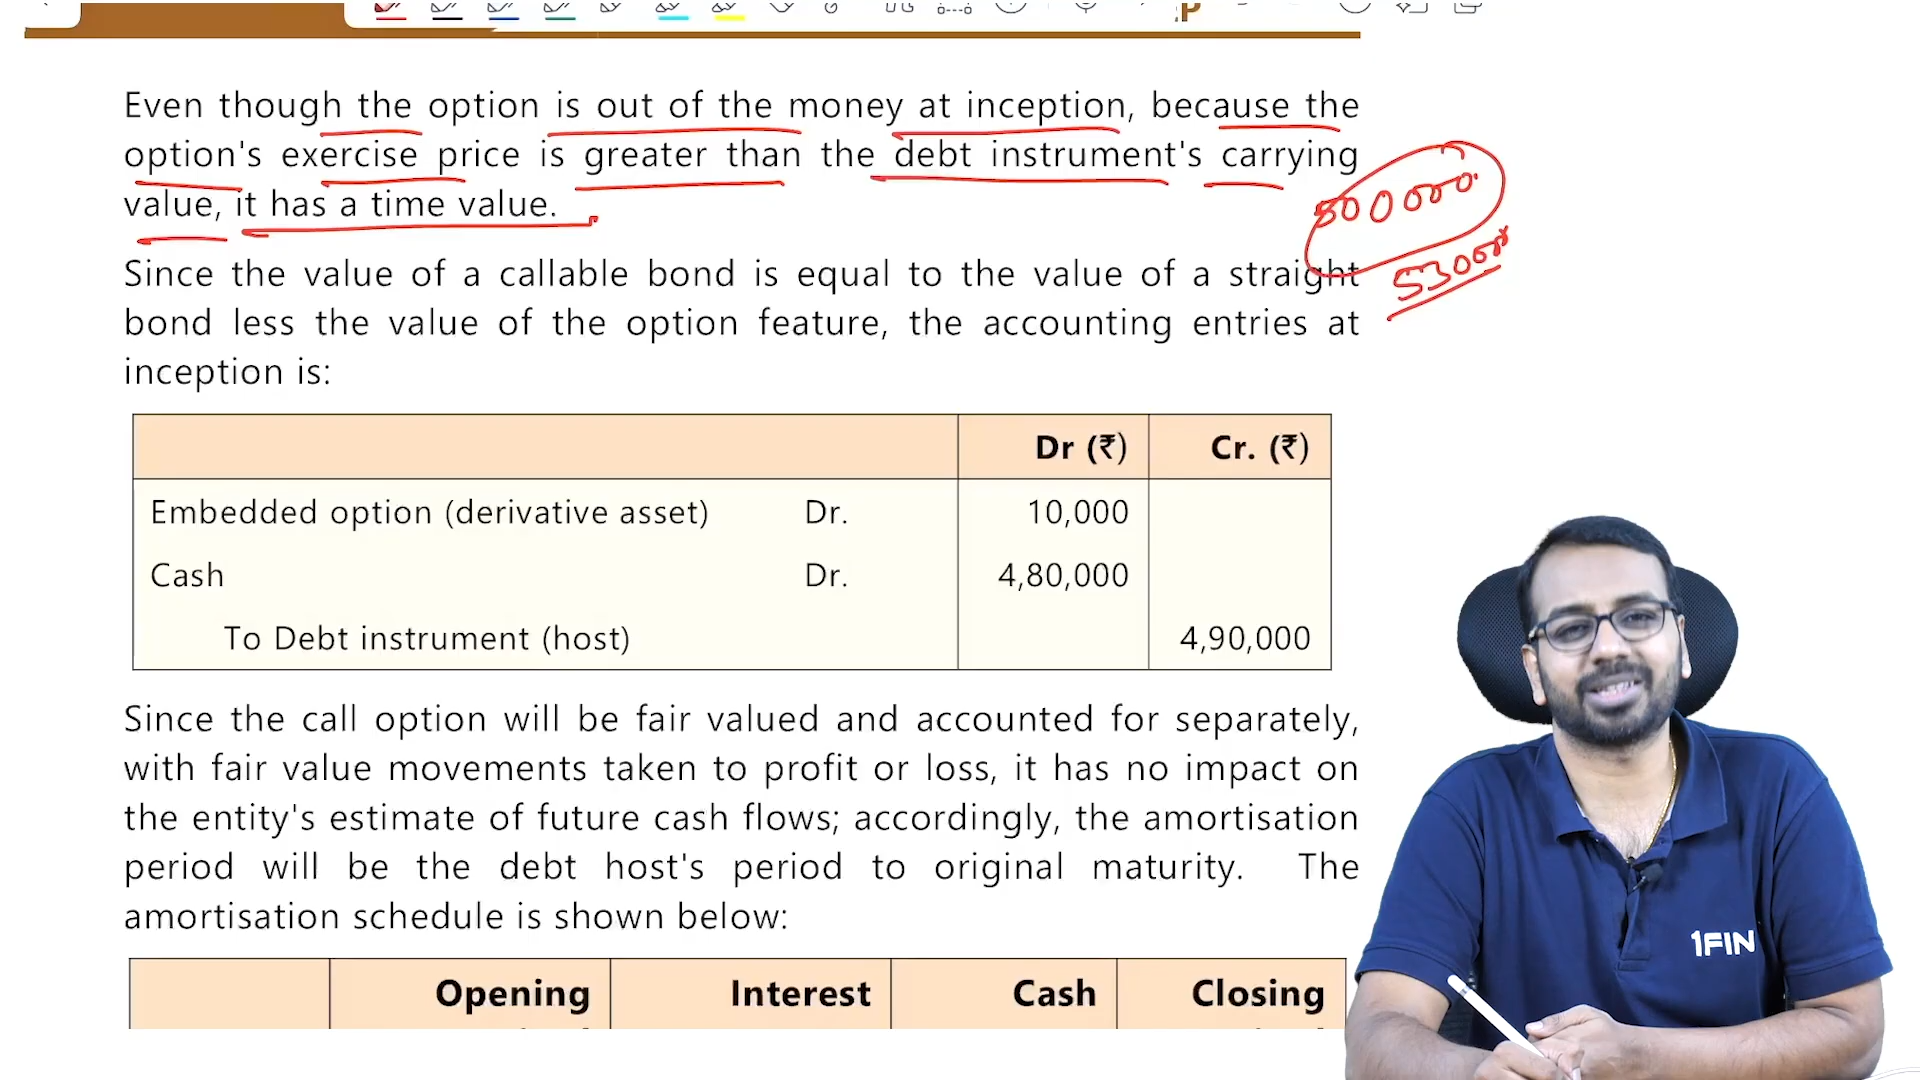 Even though the option is out of the money at inception, because the
option's exercise price is greater than the debt instrument's carrying
value, it has a time value.
500000
530000
Since the value of a callable bond is equal to the value of a straight
bond less the value of the option feature, the accounting entries at
inception is:
Dr (₹) Cr. (₹)
Embedded option (derivative asset) Dr. 10,000
Cash Dr. 4,80,000
To Debt instrument (host) 4,90,000
Since the call option will be fair valued and accounted for separately,
with fair value movements taken to profit or loss, it has no impact on
the entity's estimate of future cash flows; accordingly, the amortisation
period will be the debt host's period to original maturity. The
amortisation schedule is shown below:
Opening Interest Cash Closing
1FIN